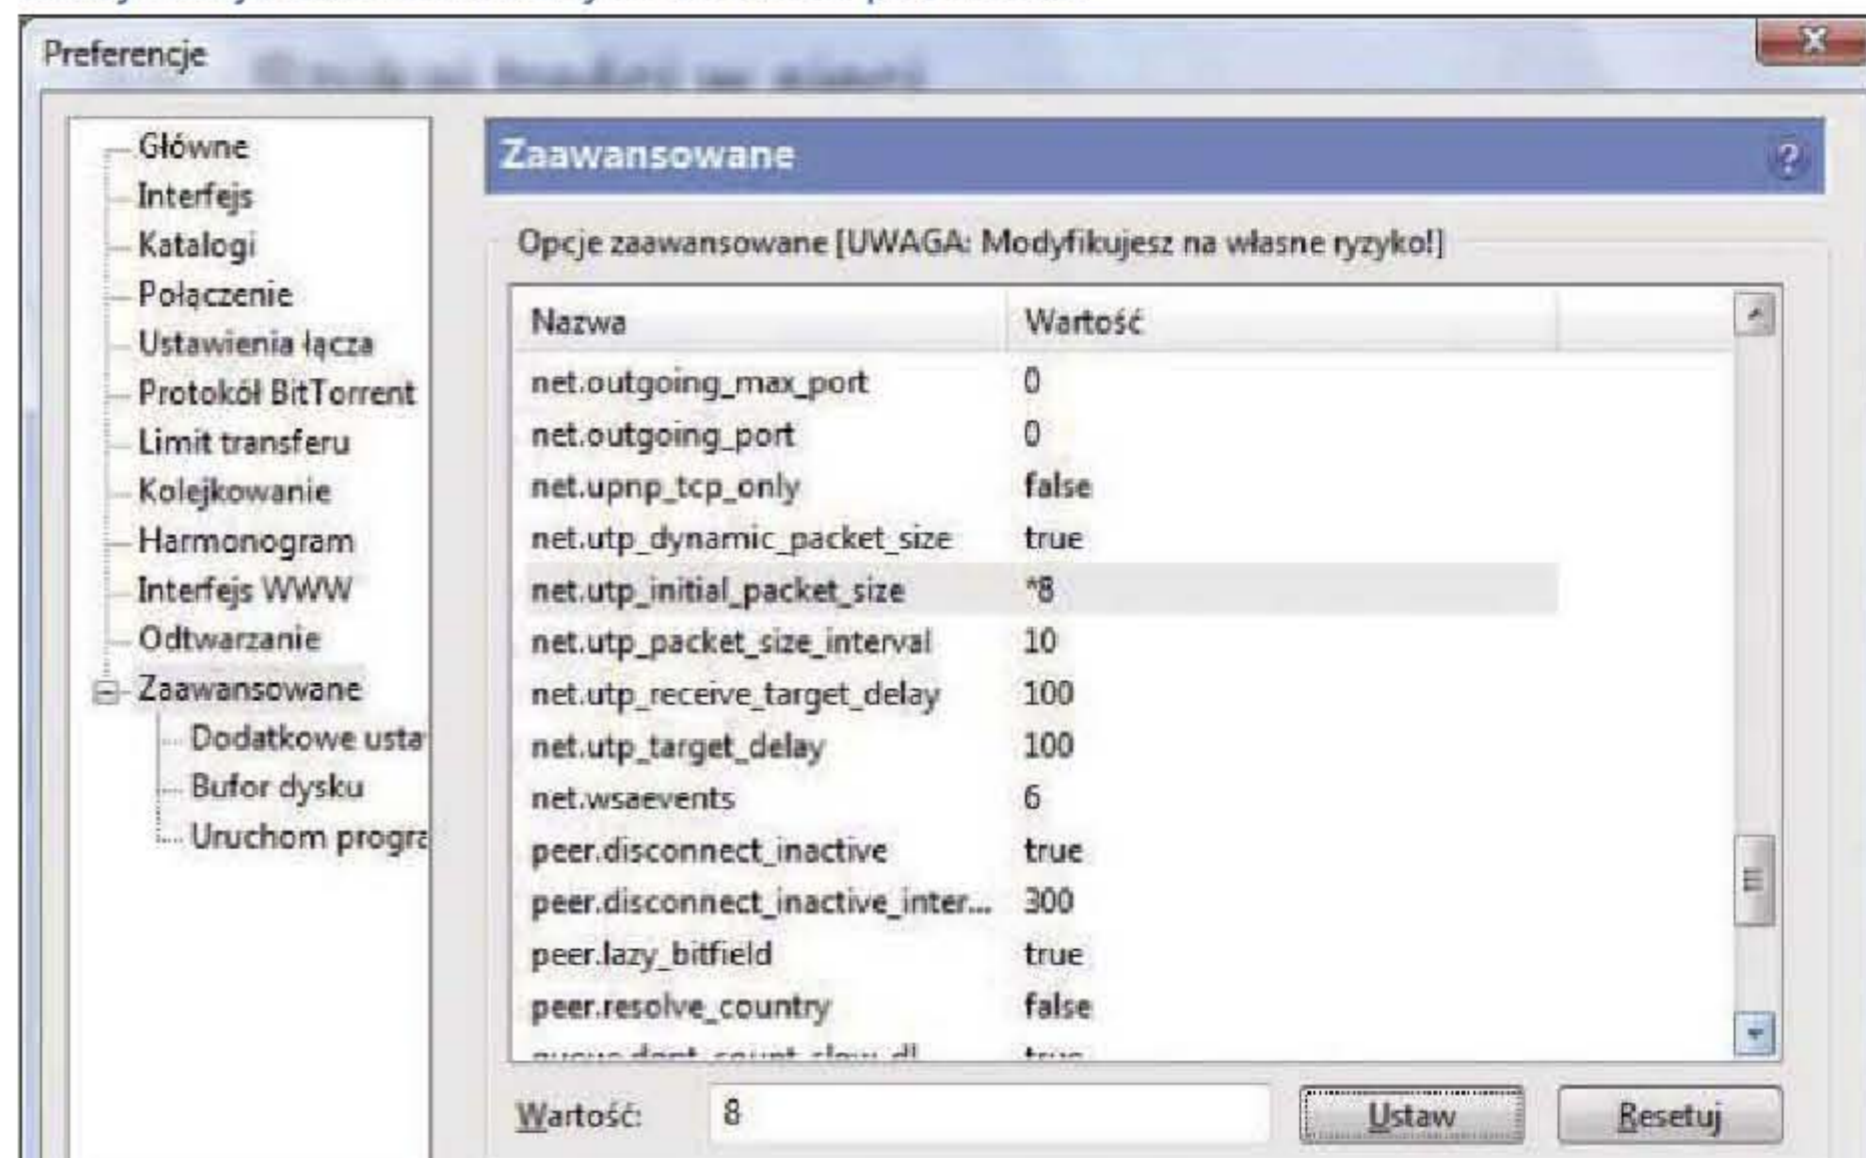 Preferencje
Główne
Interfejs
Katalogi
Połączenie
Ustawienia łącza
Protokół BitTorrent
Limit transferu
Kolejkowanie
Harmonogram
Interfejs WWW
Odtwarzanie
Zaawansowane
Dodatkowe usta
Bufor dysku
Uruchom progra
Zaawansowane
Opcje zaawansowane [UWAGA: Modyfikujesz na własne ryzyko!]
Nazwa Wartość
net.outgoing_max_port 0
net.outgoing_port 0
net.upnp_tcp_only false
net.utp_dynamic_packet_size true
net.utp_initial_packet_size *8
net.utp_packet_size_interval 10
net.utp_receive_target_delay 100
net.utp_target_delay 100
net.wsaevents 6
peer.disconnect_inactive true
peer.disconnect_inactive_inter... 300
peer.lazy_bitfield true
peer.resolve_country false
queue.dont_count_slow_dl true
Wartość: 8 Ustaw Resetuj